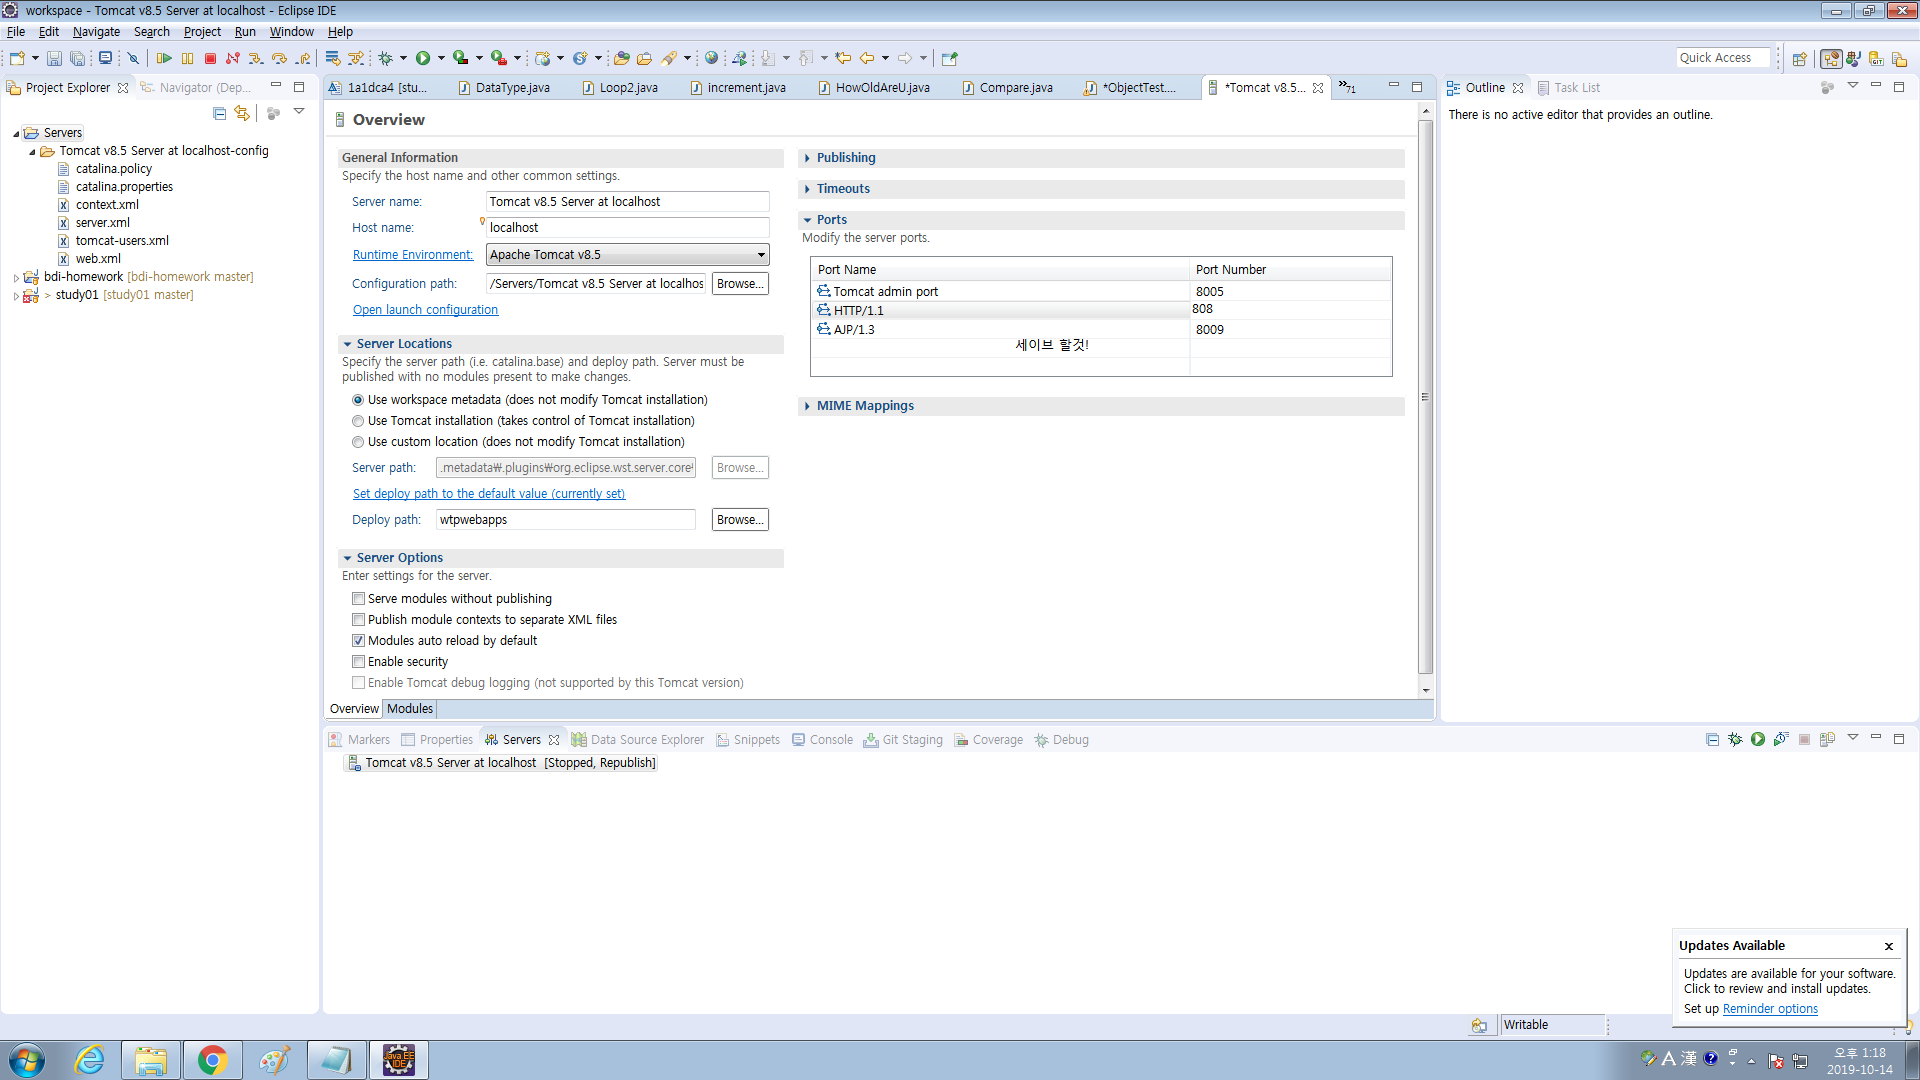 workspace - Tomcat v8.5 Server at localhost - Eclipse IDE
File Edit Navigate Search Project Run Window Help
Quick Access
Project Explorer Navigator (Dep...
1a1dca4 [stu... DataType.java Loop2.java increment.java HowOldAreU.java Compare.java *ObjectTest.... *Tomcat v8.5... 71
Outline Task List
There is no active editor that provides an outline.
Servers
Tomcat v8.5 Server at localhost-config
catalina.policy
catalina.properties
context.xml
server.xml
tomcat-users.xml
web.xml
bdi-homework [bdi-homework master]
> study01 [study01 master]
Overview
General Information
Specify the host name and other common settings.
Server name: Tomcat v8.5 Server at localhost
Host name: localhost
Runtime Environment: Apache Tomcat v8.5
Configuration path: /Servers/Tomcat v8.5 Server at localhos Browse...
Open launch configuration
Server Locations
Specify the server path (i.e. catalina.base) and deploy path. Server must be
published with no modules present to make changes.
Use workspace metadata (does not modify Tomcat installation)
Use Tomcat installation (takes control of Tomcat installation)
Use custom location (does not modify Tomcat installation)
Server path: .metadata₩.plugins₩org.eclipse.wst.server.core Browse...
Set deploy path to the default value (currently set)
Deploy path: wtpwebapps Browse...
Server Options
Enter settings for the server.
Serve modules without publishing
Publish module contexts to separate XML files
Modules auto reload by default
Enable security
Enable Tomcat debug logging (not supported by this Tomcat version)
Publishing
Timeouts
Ports
Modify the server ports.
Port Name Port Number
Tomcat admin port 8005
HTTP/1.1 808
AJP/1.3 8009
세이브 할것!
MIME Mappings
Overview Modules
Markers Properties Servers Data Source Explorer Snippets Console Git Staging Coverage Debug
Tomcat v8.5 Server at localhost [Stopped, Republish]
Updates Available
Updates are available for your software.
Click to review and install updates.
Set up Reminder options
Writable
Java EE
IDE
A 漢
오후 1:18
2019-10-14